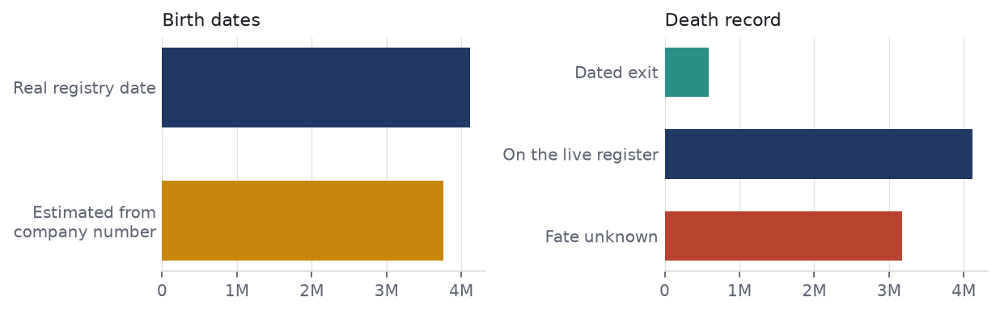 Birth dates
Real registry date
Estimated from
company number
0 1M 2M 3M 4M
Death record
Dated exit
On the live register
Fate unknown
0 1M 2M 3M 4M